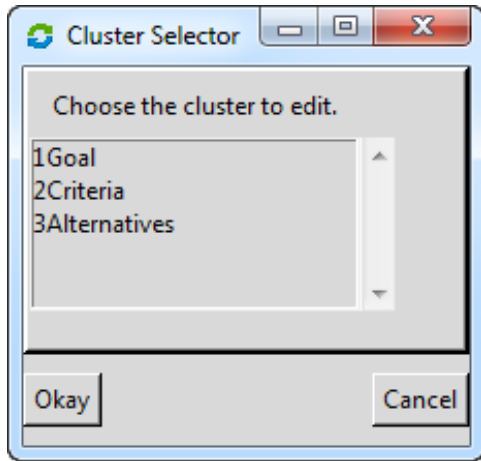 Cluster Selector
Choose the cluster to edit.
1Goal
2Criteria
3Alternatives
Okay Cancel